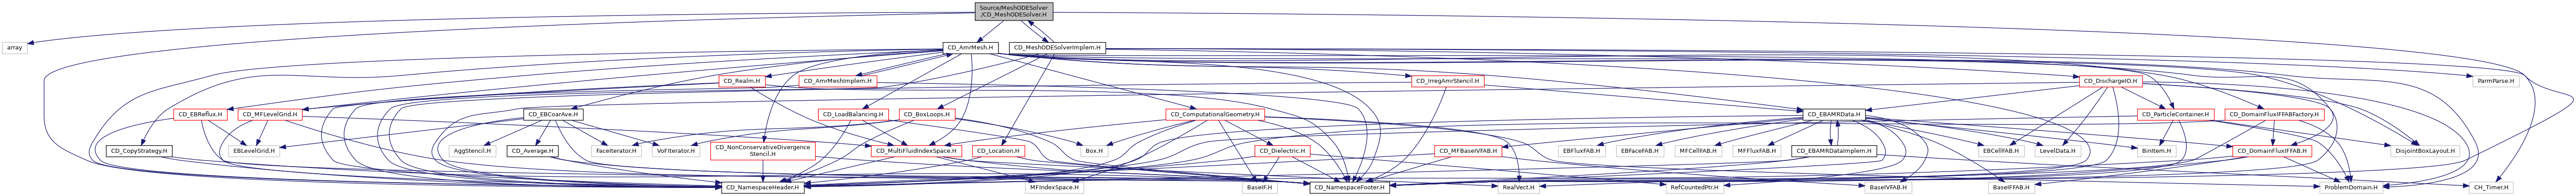 Source/MeshODESolver
/CD_MeshODESolver.H
array
CD_AmrMesh.H
CD_MeshODESolverImplem.H
CD_Realm.H
CD_AmrMeshImplem.H
CD_IrregAmrStencil.H
CD_DischargeIO.H
ParmParse.H
CD_EBReflux.H
CD_MFLevelGrid.H
CD_EBCoarAve.H
CD_LoadBalancing.H
CD_BoxLoops.H
CD_ComputationalGeometry.H
CD_EBAMRData.H
CD_ParticleContainer.H
CD_DomainFluxIFFABFactory.H
CD_CopyStrategy.H
EBLevelGrid.H
AggStencil.H
CD_Average.H
FaceIterator.H
VoFIterator.H
CD_NonConservativeDivergence
Stencil.H
CD_MultiFluidIndexSpace.H
CD_Location.H
Box.H
CD_Dielectric.H
CD_MFBaseIVFAB.H
EBFluxFAB.H
EBFaceFAB.H
MFCellFAB.H
MFFluxFAB.H
CD_EBAMRDataImplem.H
EBCellFAB.H
LevelData.H
BinItem.H
CD_DomainFluxIFFAB.H
DisjointBoxLayout.H
CD_NamespaceHeader.H
MFIndexSpace.H
BaseIF.H
CD_NamespaceFooter.H
RealVect.H
RefCountedPtr.H
BaseIVFAB.H
BaseIFFAB.H
ProblemDomain.H
CH_Timer.H